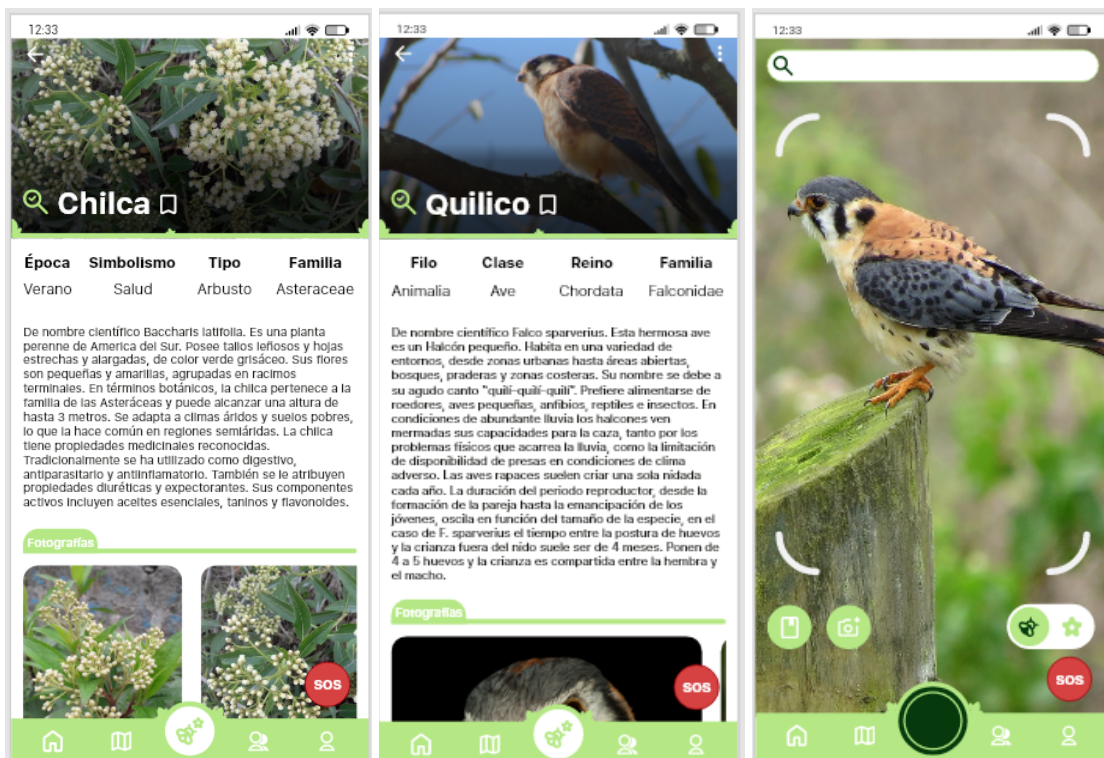 12:33
Chilca
Época Simbolismo Tipo Familia
Verano Salud Arbusto Asteraceae
De nombre científico Baccharis latifolia. Es una planta
perenne de America del Sur. Posee tallos leñosos y hojas
estrechas y alargadas, de color verde grisáceo. Sus flores
son pequeñas y amarillas, agrupadas en racimos
terminales. En términos botánicos, la chilca pertenece a la
familia de las Asteráceas y puede alcanzar una altura de
hasta 3 metros. Se adapta a climas áridos y suelos pobres,
lo que la hace común en regiones semiáridas. La chilca
tiene propiedades medicinales reconocidas.
Tradicionalmente se ha utilizado como digestivo,
antiparasitario y antiinflamatorio. También se le atribuyen
propiedades diuréticas y expectorantes. Sus componentes
activos incluyen aceites esenciales, taninos y flavonoides.
Fotografías
SOS
12:33
Quilico
Filo Clase Reino Familia
Animalia Ave Chordata Falconidae
De nombre científico Falco sparverius. Esta hermosa ave
es un Halcón pequeño. Habita en una variedad de
entornos, desde zonas urbanas hasta áreas abiertas,
bosques, praderas y zonas costeras. Su nombre se debe a
su agudo canto "quilí-quilí-quilí". Prefiere alimentarse de
roedores, aves pequeñas, anfibios, reptiles e insectos. En
condiciones de abundante lluvia los halcones ven
mermadas sus capacidades para la caza, tanto por los
problemas físicos que acarrea la lluvia, como la limitación
de disponibilidad de presas en condiciones de clima
adverso. Las aves rapaces suelen criar una sola nidada
cada año. La duración del periodo reproductor, desde la
formación de la pareja hasta la emancipación de los
jóvenes, oscila en función del tamaño de la especie, en el
caso de F. sparverius el tiempo entre la postura de huevos
y la crianza fuera del nido suele ser de 4 meses. Ponen de
4 a 5 huevos y la crianza es compartida entre la hembra y
el macho.
Fotografías
SOS
12:33
SOS